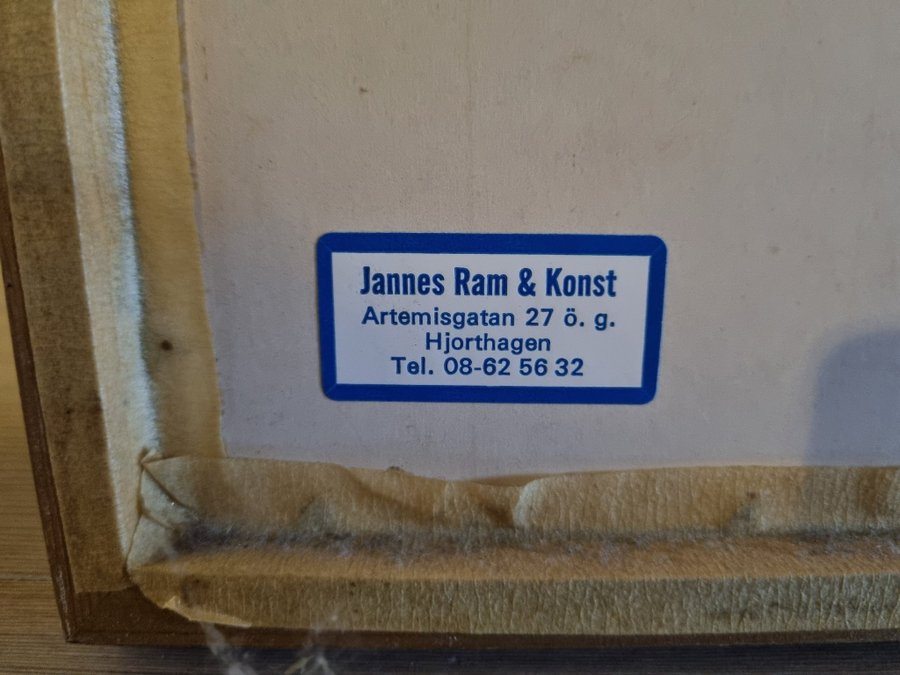 Jannes Ram & Konst
Artemisgatan 27 ö. g.
Hjorthagen
Tel. 08-62 56 32